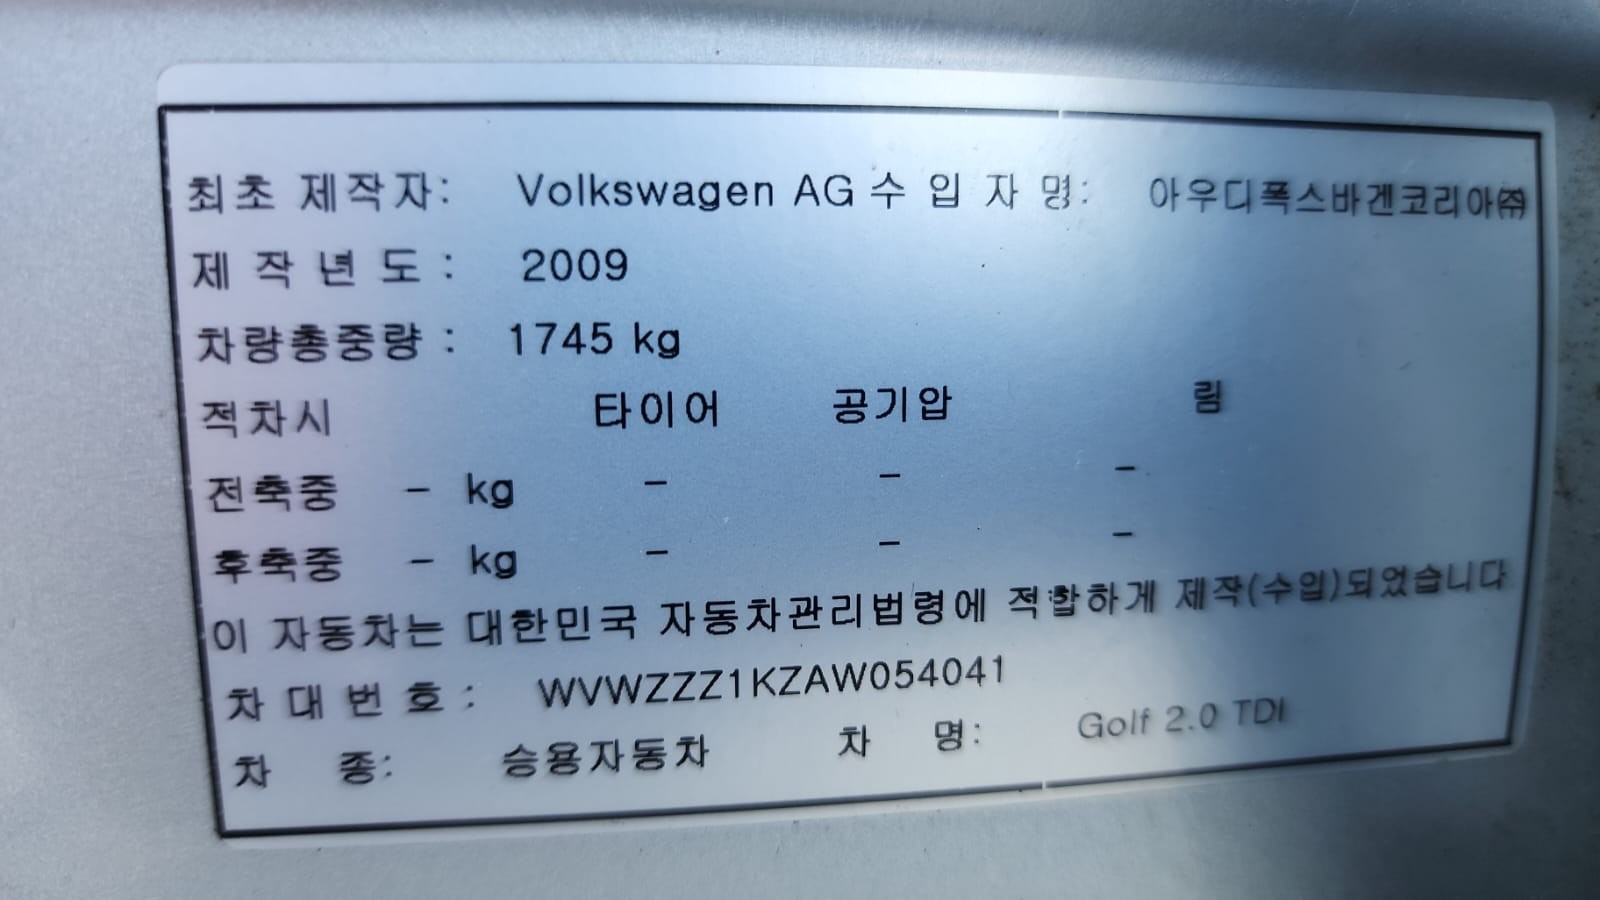 최초 제작자: Volkswagen AG 수 입 자 명: 아우디폭스바겐코리아㈜
제 작 년 도 : 2009
차량총중량 : 1745 kg
적차시 타이어 공기압 림
전축중 - kg - - -
후축중 - kg - - -
이 자동차는 대한민국 자동차관리법령에 적합하게 제작(수입)되었습니다
차 대 번 호 : WVWZZZ1KZAW054041
차 종: 승용자동차 차 명: Golf 2.0 TDI